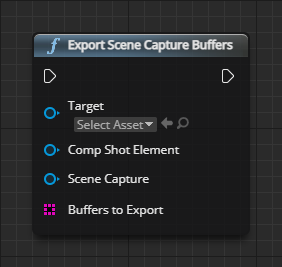 f Export Scene Capture Buffers
Target
Select Asset
Comp Shot Element
Scene Capture
Buffers to Export